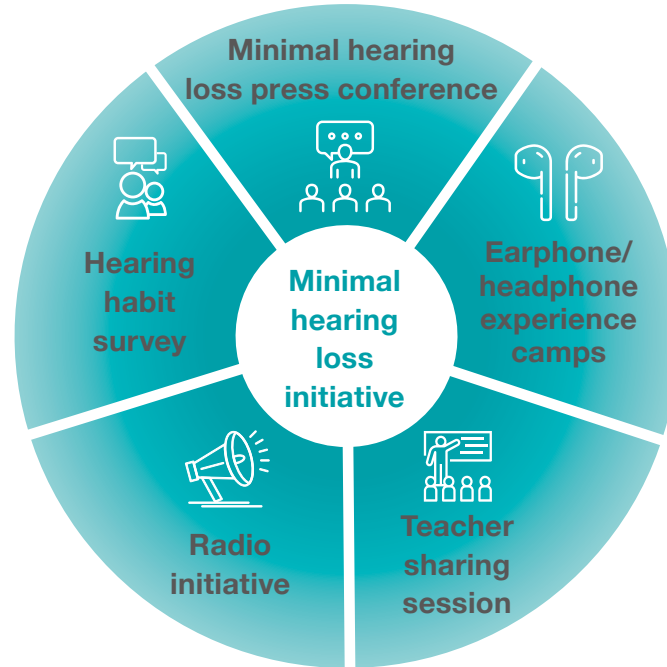 Minimal hearing
loss press conference
Earphone/
headphone
experience
camps
Teacher
sharing
session
Radio
initiative
Hearing
habit
survey
Minimal
hearing
loss
initiative